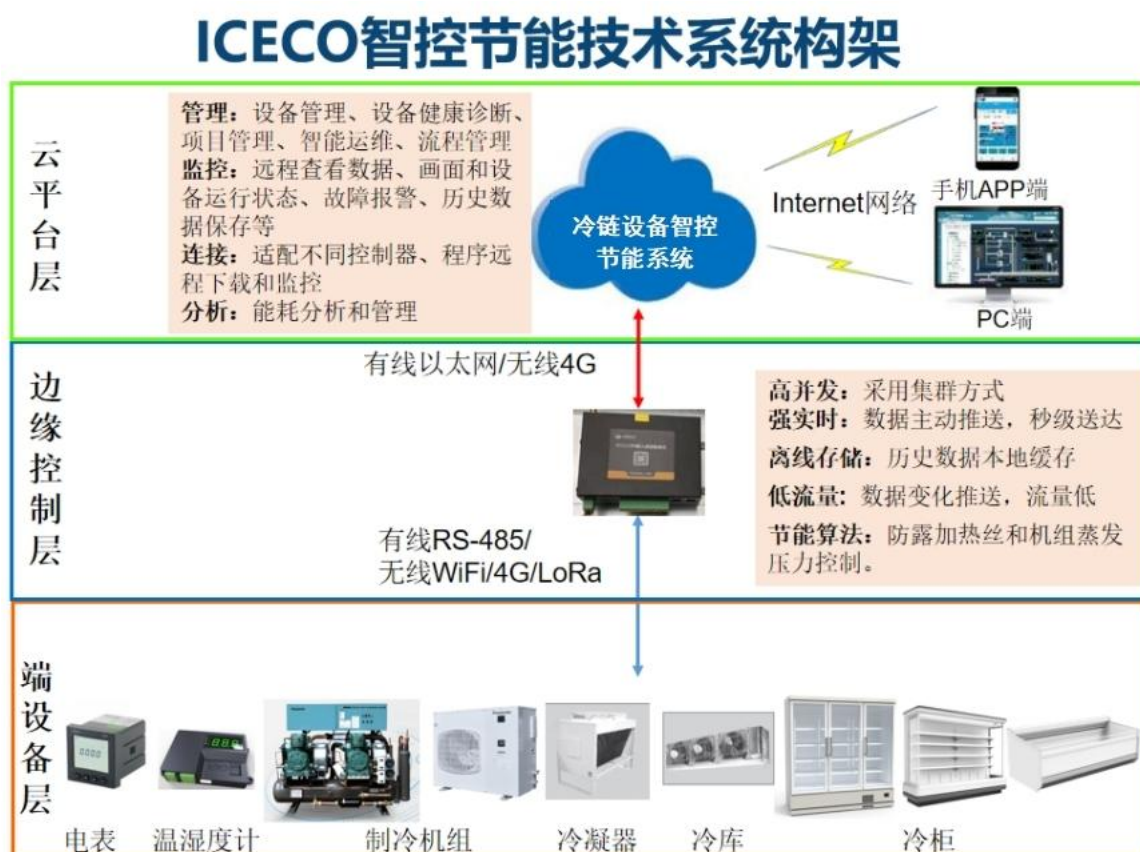 ICECO智控节能技术系统构架
云平台层
管理：设备管理、设备健康诊断、
项目管理、智能运维、流程管理
监控：远程查看数据、画面和设
备运行状态、故障报警、历史数
据保存等
连接：适配不同控制器、程序远
程下载和监控
分析：能耗分析和管理
冷链设备智控
节能系统
Internet网络
手机APP端
PC端
有线以太网/无线4G
边缘控制层
高并发：采用集群方式
强实时：数据主动推送，秒级送达
离线存储：历史数据本地缓存
低流量：数据变化推送，流量低
节能算法：防露加热丝和机组蒸发
压力控制。
有线RS-485/
无线WiFi/4G/LoRa
端设备层
电表
温湿度计
制冷机组
冷凝器
冷库
冷柜